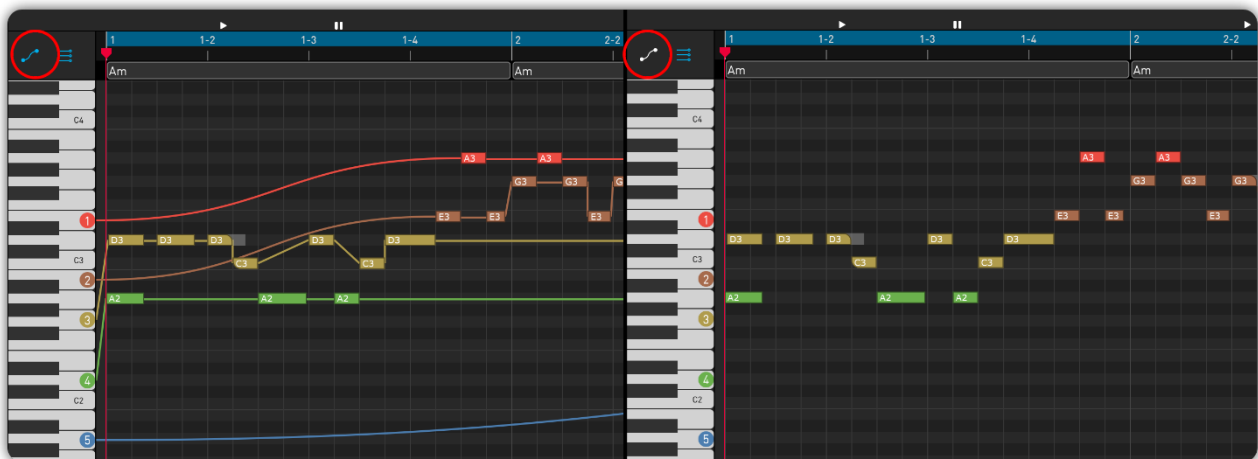 1 1-2 1-3 1-4 2 2-2
Am Am
C4
A3 A3
G3 G3 G
1 E3 E3 E3
D3 D3 D3 D3 D3
C3 C3 C3
2
A2 A2 A2
3
4
C2
5
1 1-2 1-3 1-4 2 2-2
Am Am
C4
A3 A3
G3 G3 G3
1 E3 E3 E3
D3 D3 D3 D3 D3
C3 C3 C3
2
A2 A2 A2
3
4
C2
5